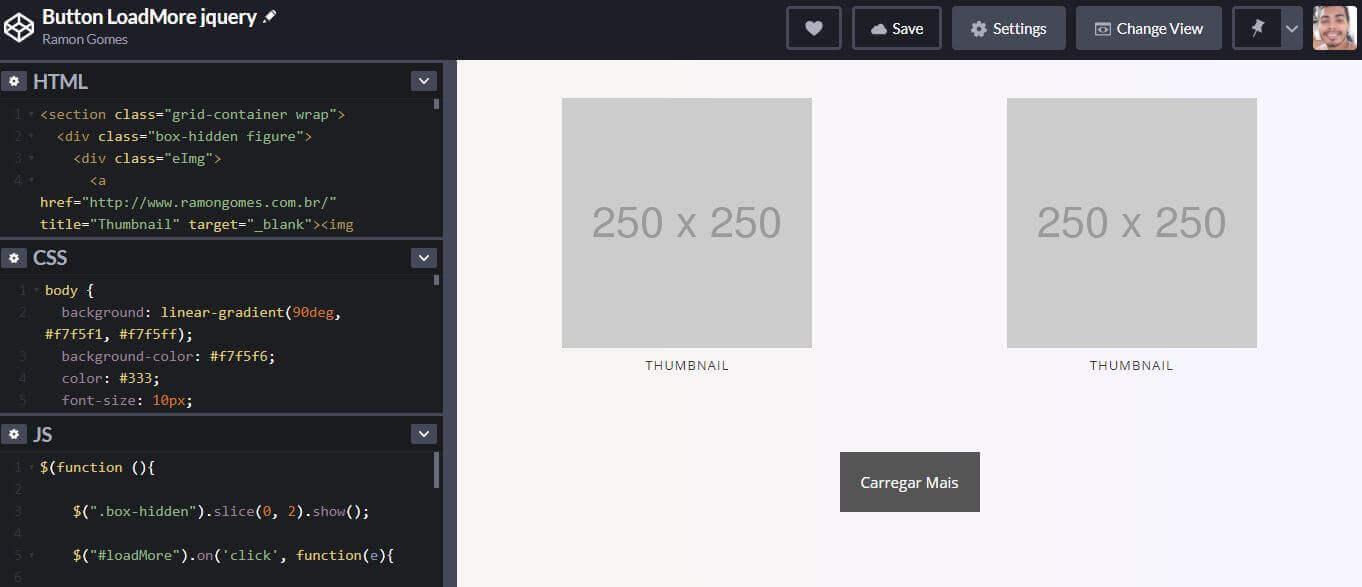 Button LoadMore jquery
Ramon Gomes
Save
Settings
Change View
HTML
1 <section class="grid-container wrap">
2 <div class="box-hidden figure">
3 <div class="eImg">
4 <a
href="http://www.ramongomes.com.br/"
title="Thumbnail" target="_blank"><img
CSS
1 body {
2 background: linear-gradient(90deg,
#f7f5f1, #f7f5ff);
3 background-color: #f7f5f6;
4 color: #333;
5 font-size: 10px;
JS
1 $(function (){
2
3 $(".box-hidden").slice(0, 2).show();
4
5 $("#loadMore").on('click', function(e){
6
250 x 250
THUMBNAIL
250 x 250
THUMBNAIL
Carregar Mais